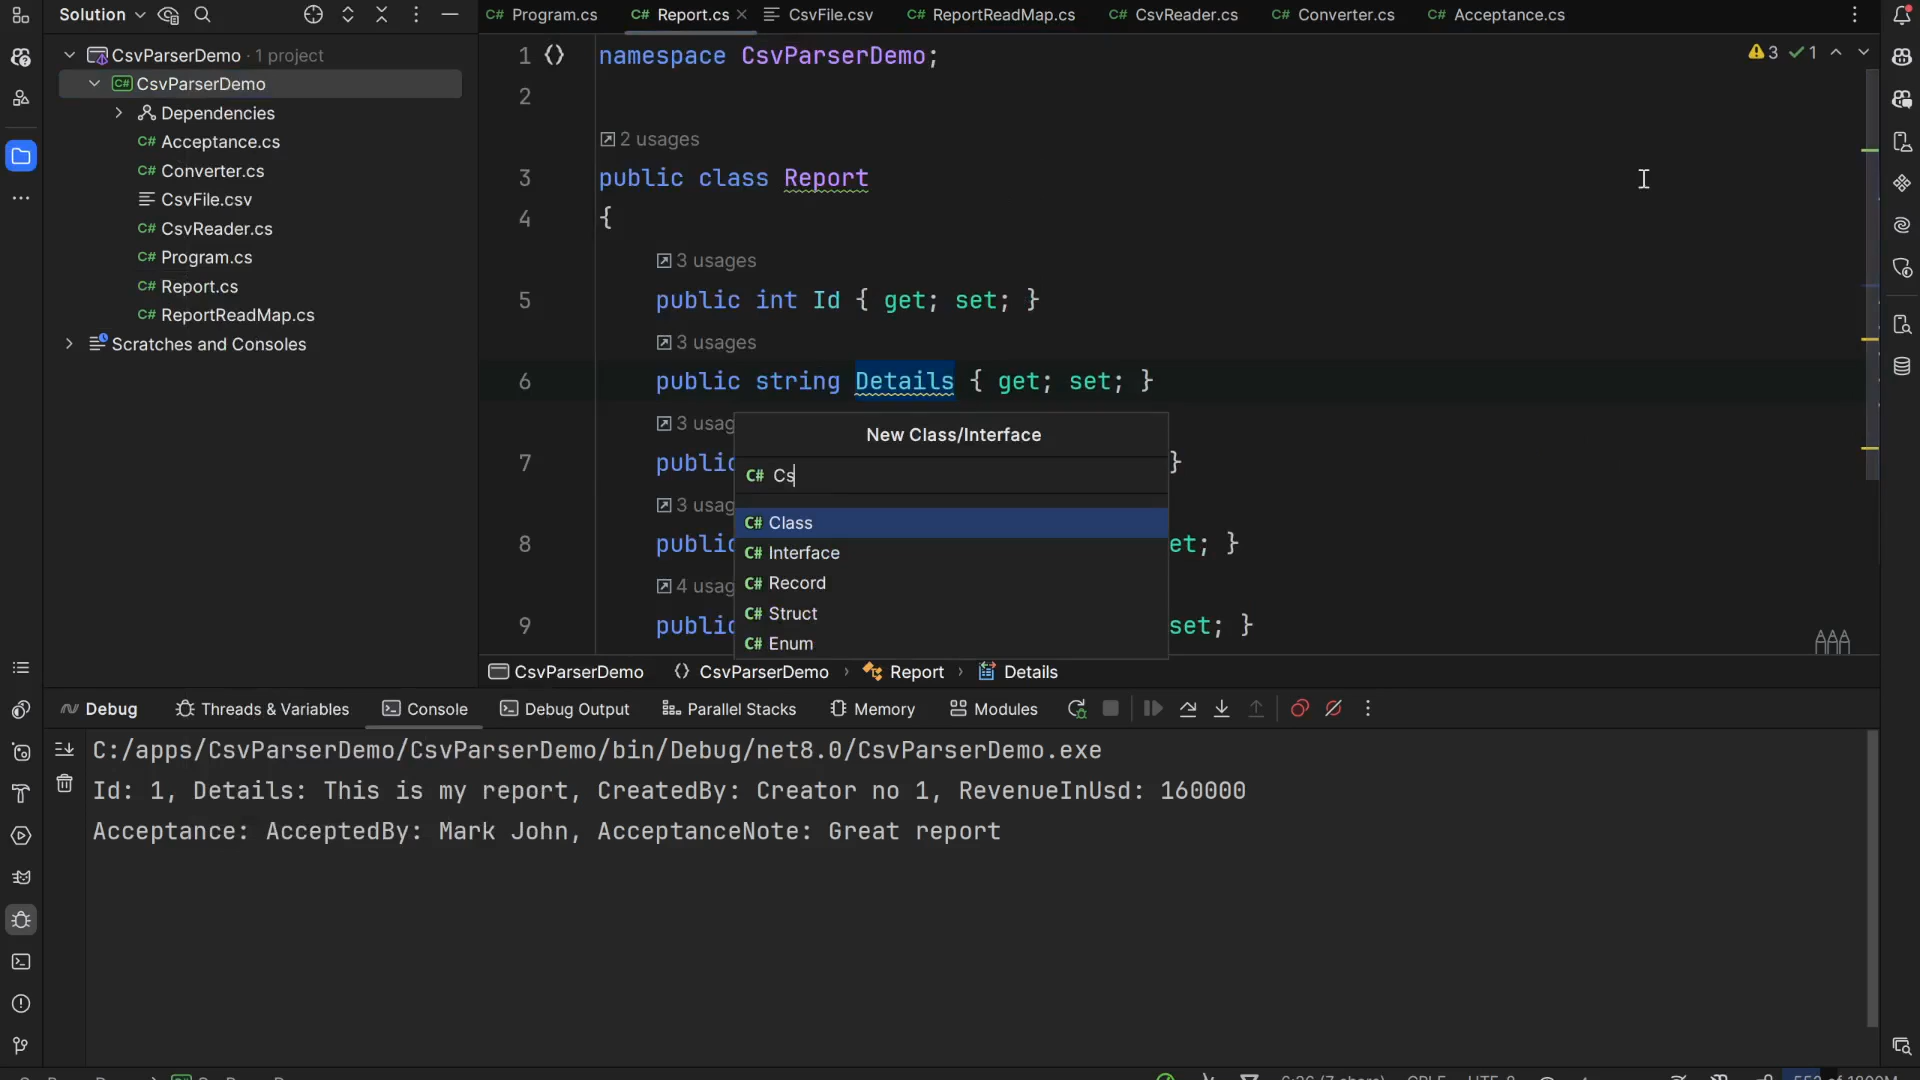 Solution
Program.cs Report.cs CsvFile.csv ReportReadMap.cs CsvReader.cs Converter.cs Acceptance.cs
CsvParserDemo · 1 project
CsvParserDemo
Dependencies
Acceptance.cs
Converter.cs
CsvFile.csv
CsvReader.cs
Program.cs
Report.cs
ReportReadMap.cs
Scratches and Consoles
1 namespace CsvParserDemo;
3 1
2
2 usages
3 public class Report
4 {
3 usages
5 public int Id { get; set; }
3 usages
6 public string Details { get; set; }
3 usag
7 public }
3 usag
8 public et; }
4 usag
9 public set; }
New Class/Interface
C# Cs
C# Class
C# Interface
C# Record
C# Struct
C# Enum
CsvParserDemo CsvParserDemo › Report › Details
Debug Threads & Variables Console Debug Output Parallel Stacks Memory Modules
C:/apps/CsvParserDemo/CsvParserDemo/bin/Debug/net8.0/CsvParserDemo.exe
Id: 1, Details: This is my report, CreatedBy: Creator no 1, RevenueInUsd: 160000
Acceptance: AcceptedBy: Mark John, AcceptanceNote: Great report